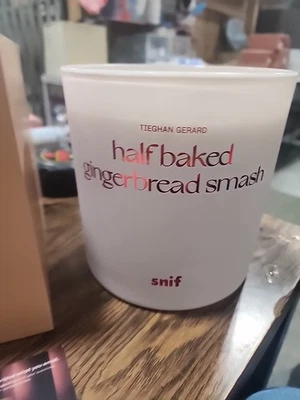 TIEGHAN GERARD
half baked
gingerbread smash
snif